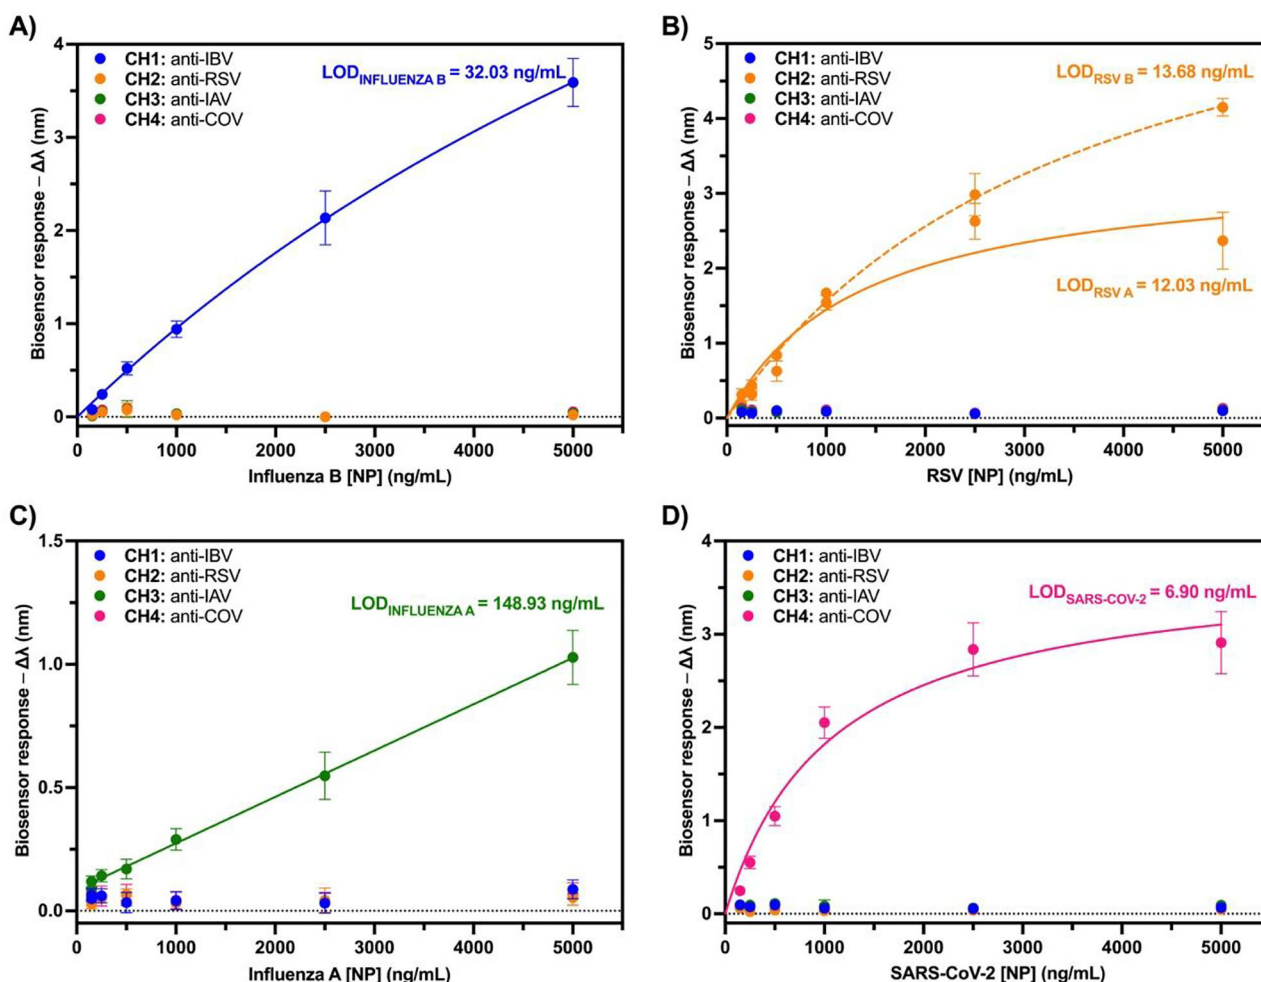 A)
Biosensor response – Δλ (nm)
4
3
2
1
0
CH1: anti-IBV
CH2: anti-RSV
CH3: anti-IAV
CH4: anti-COV
LODINFLUENZA B = 32.03 ng/mL
0 1000 2000 3000 4000 5000
Influenza B [NP] (ng/mL)
B)
Biosensor response – Δλ (nm)
5
4
3
2
1
0
CH1: anti-IBV
CH2: anti-RSV
CH3: anti-IAV
CH4: anti-COV
LODRSV B = 13.68 ng/mL
LODRSV A = 12.03 ng/mL
0 1000 2000 3000 4000 5000
RSV [NP] (ng/mL)
C)
Biosensor response – Δλ (nm)
1.5
1.0
0.5
0.0
CH1: anti-IBV
CH2: anti-RSV
CH3: anti-IAV
CH4: anti-COV
LODINFLUENZA A = 148.93 ng/mL
0 1000 2000 3000 4000 5000
Influenza A [NP] (ng/mL)
D)
Biosensor response – Δλ (nm)
4
3
2
1
0
CH1: anti-IBV
CH2: anti-RSV
CH3: anti-IAV
CH4: anti-COV
LODSARS-COV-2 = 6.90 ng/mL
0 1000 2000 3000 4000 5000
SARS-CoV-2 [NP] (ng/mL)